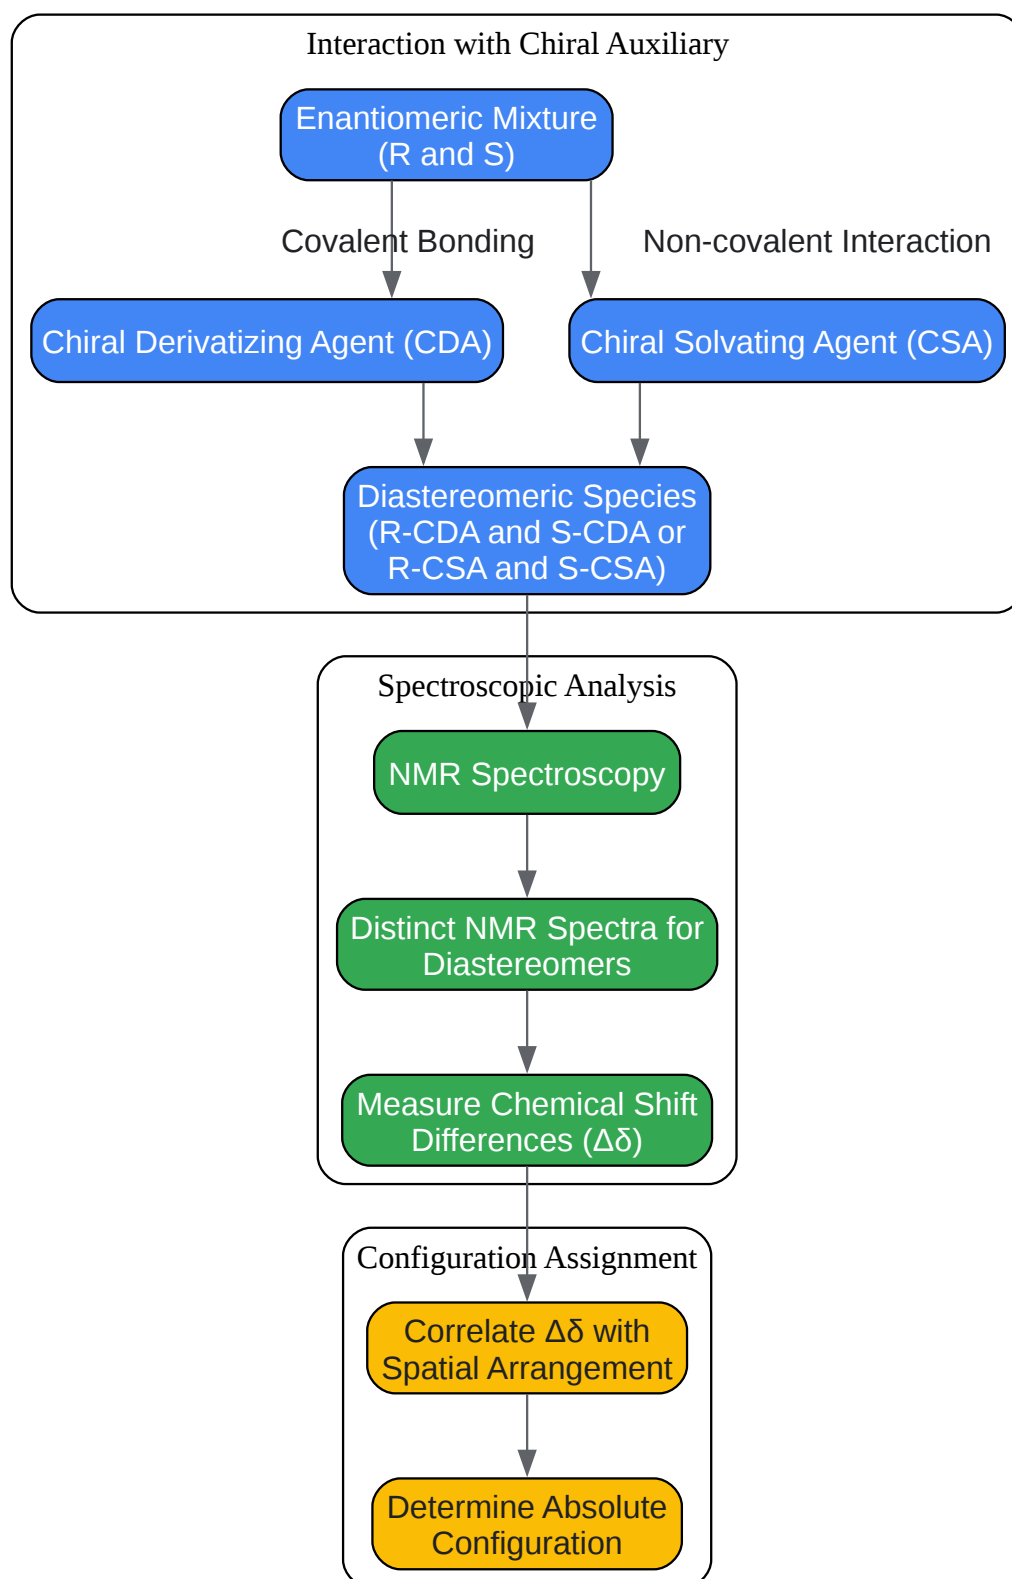 Interaction with Chiral Auxiliary
Enantiomeric Mixture
(R and S)
Covalent Bonding
Non-covalent Interaction
Chiral Derivatizing Agent (CDA)
Chiral Solvating Agent (CSA)
Diastereomeric Species
(R-CDA and S-CDA or
R-CSA and S-CSA)
Spectroscopic Analysis
NMR Spectroscopy
Distinct NMR Spectra for
Diastereomers
Measure Chemical Shift
Differences (Δδ)
Configuration Assignment
Correlate Δδ with
Spatial Arrangement
Determine Absolute
Configuration